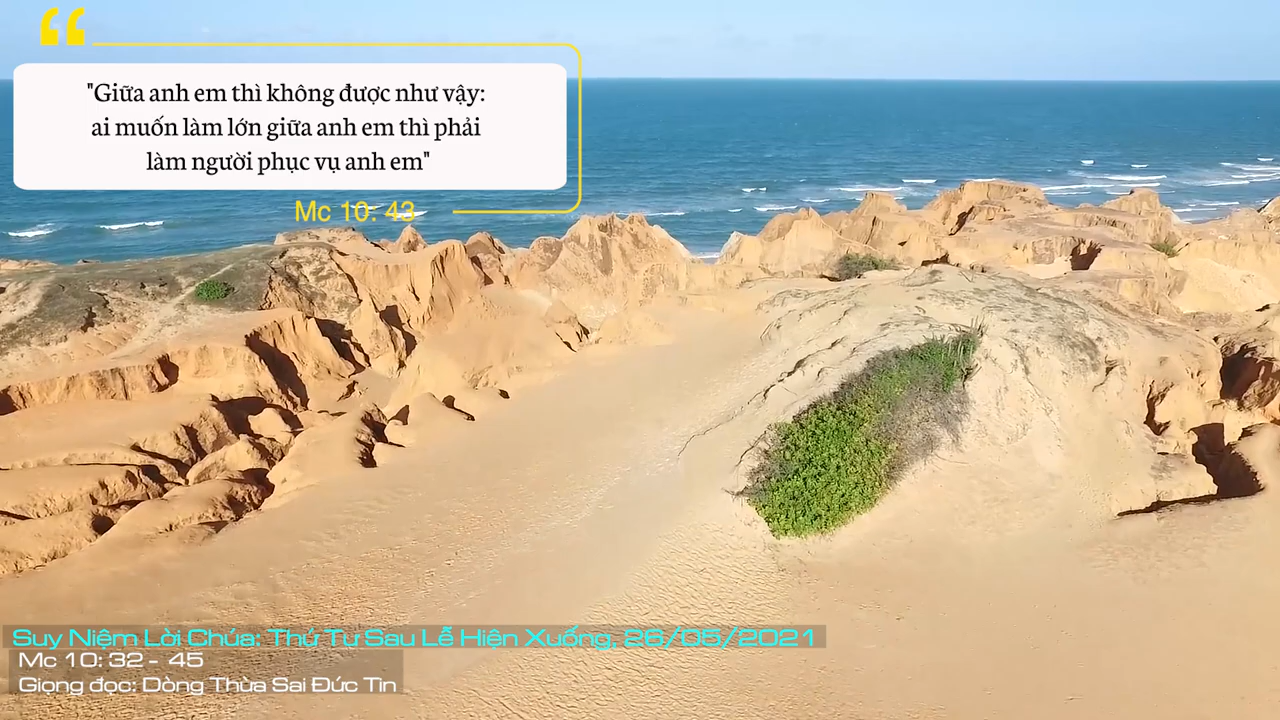 "Giữa anh em thì không được như vậy:
ai muốn làm lớn giữa anh em thì phải
làm người phục vụ anh em"
Mc 10: 43
Suy Niệm Lời Chúa: Thứ Tư Sau Lễ Hiện Xuống, 26/05/2021
Mc 10: 32 - 45
Giọng đọc: Dòng Thừa Sai Đức Tin